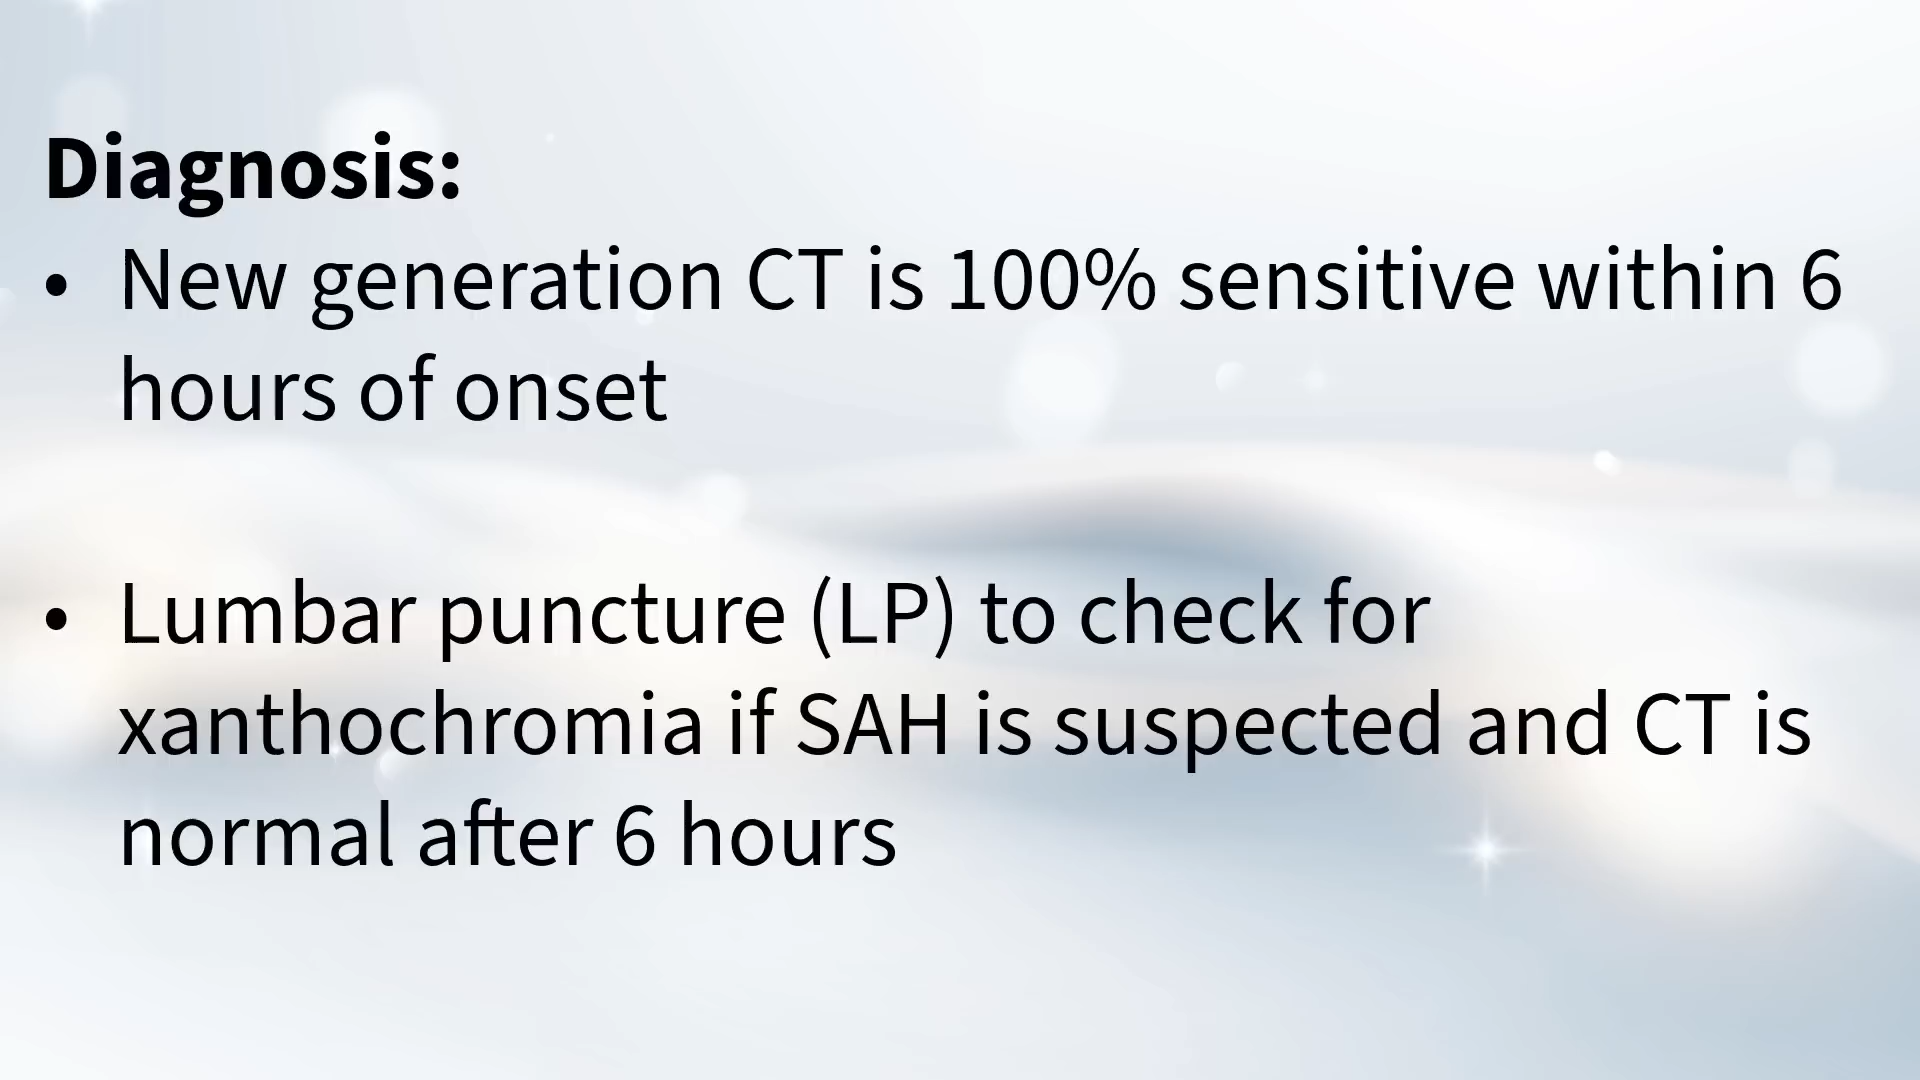 Diagnosis:
• New generation CT is 100% sensitive within 6
hours of onset
• Lumbar puncture (LP) to check for
xanthochromia if SAH is suspected and CT is
normal after 6 hours